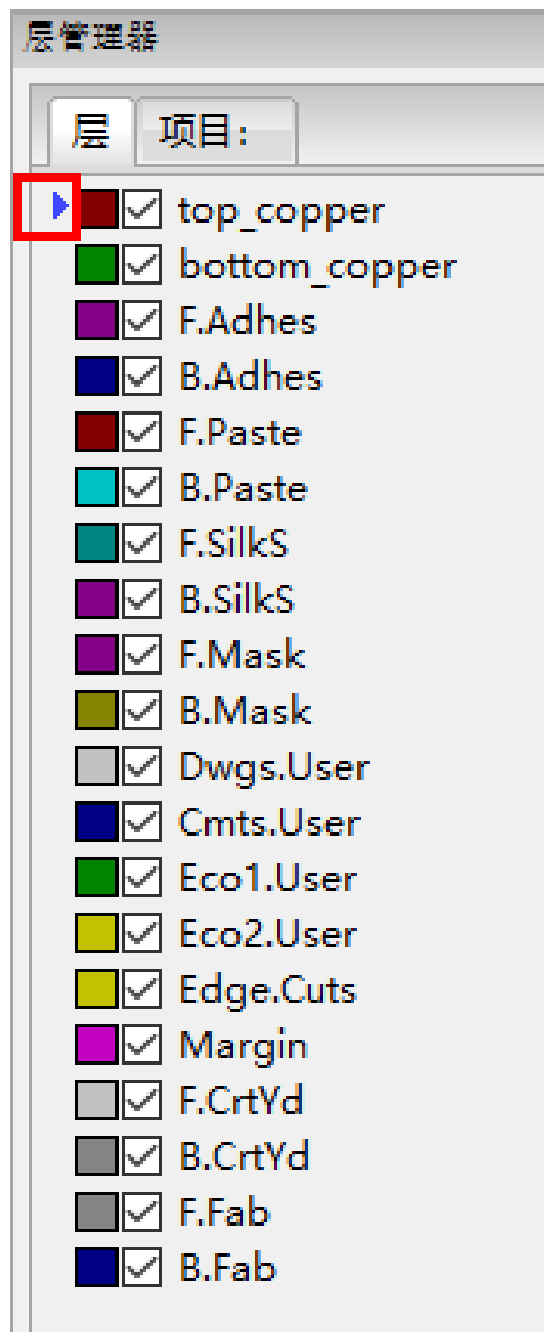 层管理器
层 项目:
top_copper
bottom_copper
F.Adhes
B.Adhes
F.Paste
B.Paste
F.SilkS
B.SilkS
F.Mask
B.Mask
Dwgs.User
Cmts.User
Eco1.User
Eco2.User
Edge.Cuts
Margin
F.CrtYd
B.CrtYd
F.Fab
B.Fab